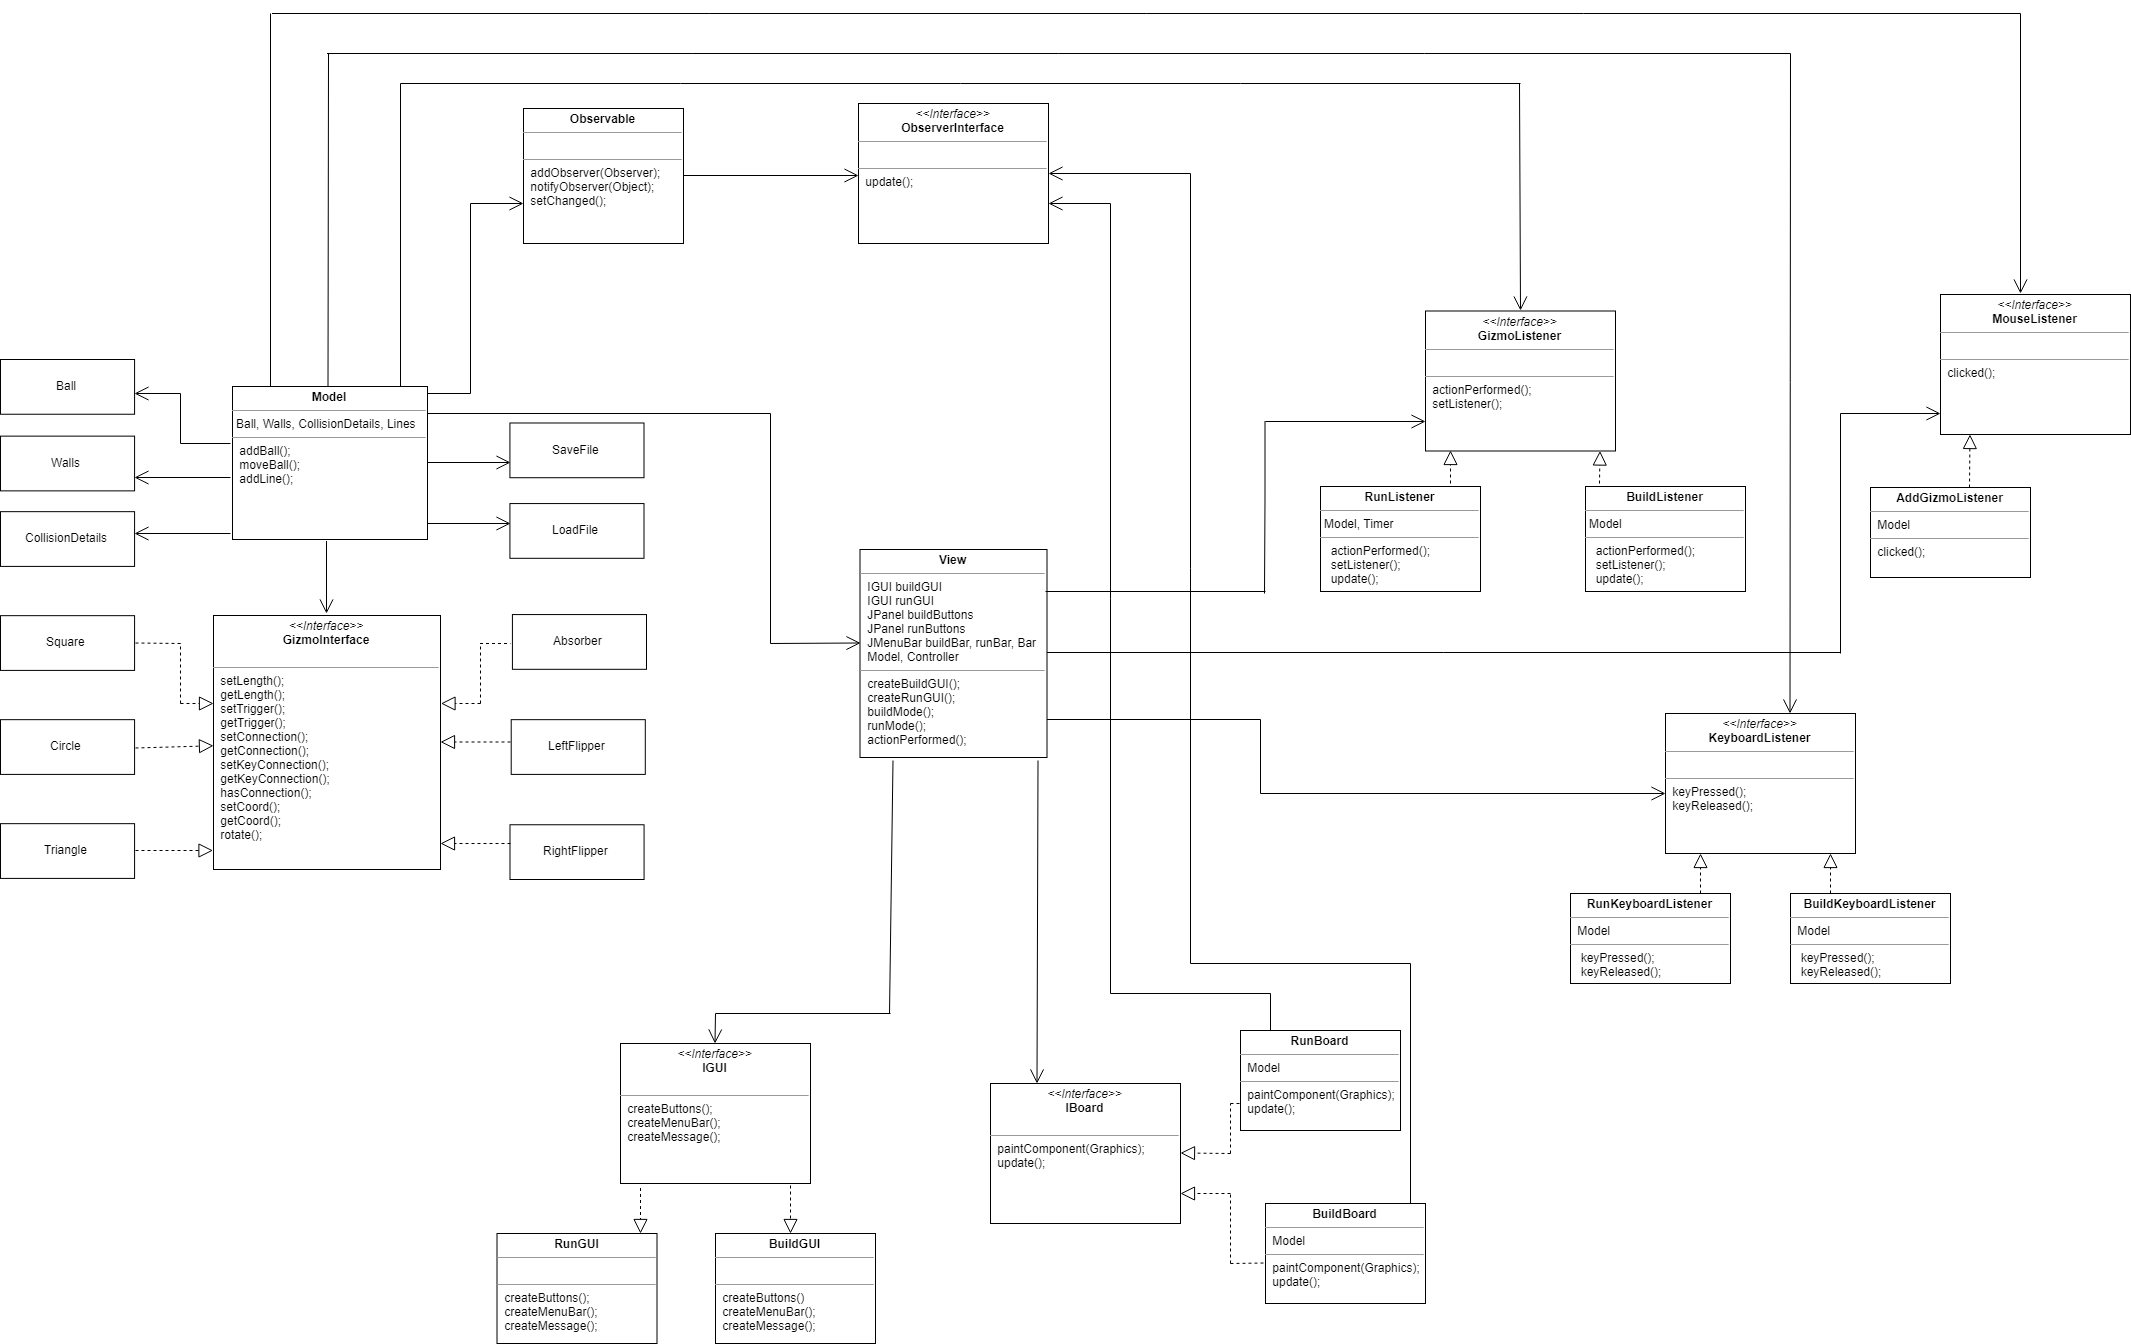 Observable
addObserver(Observer);
notifyObserver(Object);
setChanged();
<<Interface>>
ObserverInterface
update();
<<Interface>>
GizmoListener
actionPerformed();
setListener();
<<Interface>>
MouseListener
clicked();
Ball
Walls
CollisionDetails
Model
Ball, Walls, CollisionDetails, Lines
addBall();
moveBall();
addLine();
SaveFile
LoadFile
RunListener
Model, Timer
actionPerformed();
setListener();
update();
BuildListener
Model
actionPerformed();
setListener();
update();
AddGizmoListener
Model
clicked();
View
IGUI buildGUI
IGUI runGUI
JPanel buildButtons
JPanel runButtons
JMenuBar buildBar, runBar, Bar
Model, Controller
createBuildGUI();
createRunGUI();
buildMode();
runMode();
actionPerformed();
Square
Circle
Triangle
<<Interface>>
GizmoInterface
setLength();
getLength();
setTrigger();
getTrigger();
setConnection();
getConnection();
setKeyConnection();
getKeyConnection();
hasConnection();
setCoord();
getCoord();
rotate();
Absorber
LeftFlipper
RightFlipper
<<Interface>>
KeyboardListener
keyPressed();
keyReleased();
RunKeyboardListener
Model
keyPressed();
keyReleased();
BuildKeyboardListener
Model
keyPressed();
keyReleased();
<<Interface>>
IGUI
createButtons();
createMenuBar();
createMessage();
<<Interface>>
IBoard
paintComponent(Graphics);
update();
RunBoard
Model
paintComponent(Graphics);
update();
BuildBoard
Model
paintComponent(Graphics);
update();
RunGUI
createButtons();
createMenuBar();
createMessage();
BuildGUI
createButtons()
createMenuBar();
createMessage();